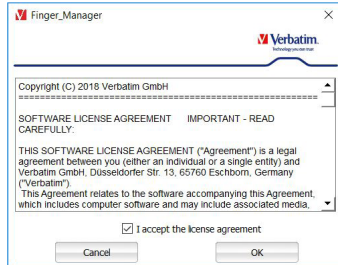 Finger_Manager
Verbatim.
Technology you can trust
Copyright (C) 2018 Verbatim GmbH
========================================================
SOFTWARE LICENSE AGREEMENT     IMPORTANT - READ
CAREFULLY:
THIS SOFTWARE LICENSE AGREEMENT ("Agreement") is a legal
agreement between you (either an individual or a single entity) and
Verbatim GmbH, Düsseldorfer Str. 13, 65760 Eschborn, Germany
("Verbatim").
This Agreement relates to the software accompanying this Agreement,
which includes computer software and may include associated media,
I accept the license agreement
Cancel
OK